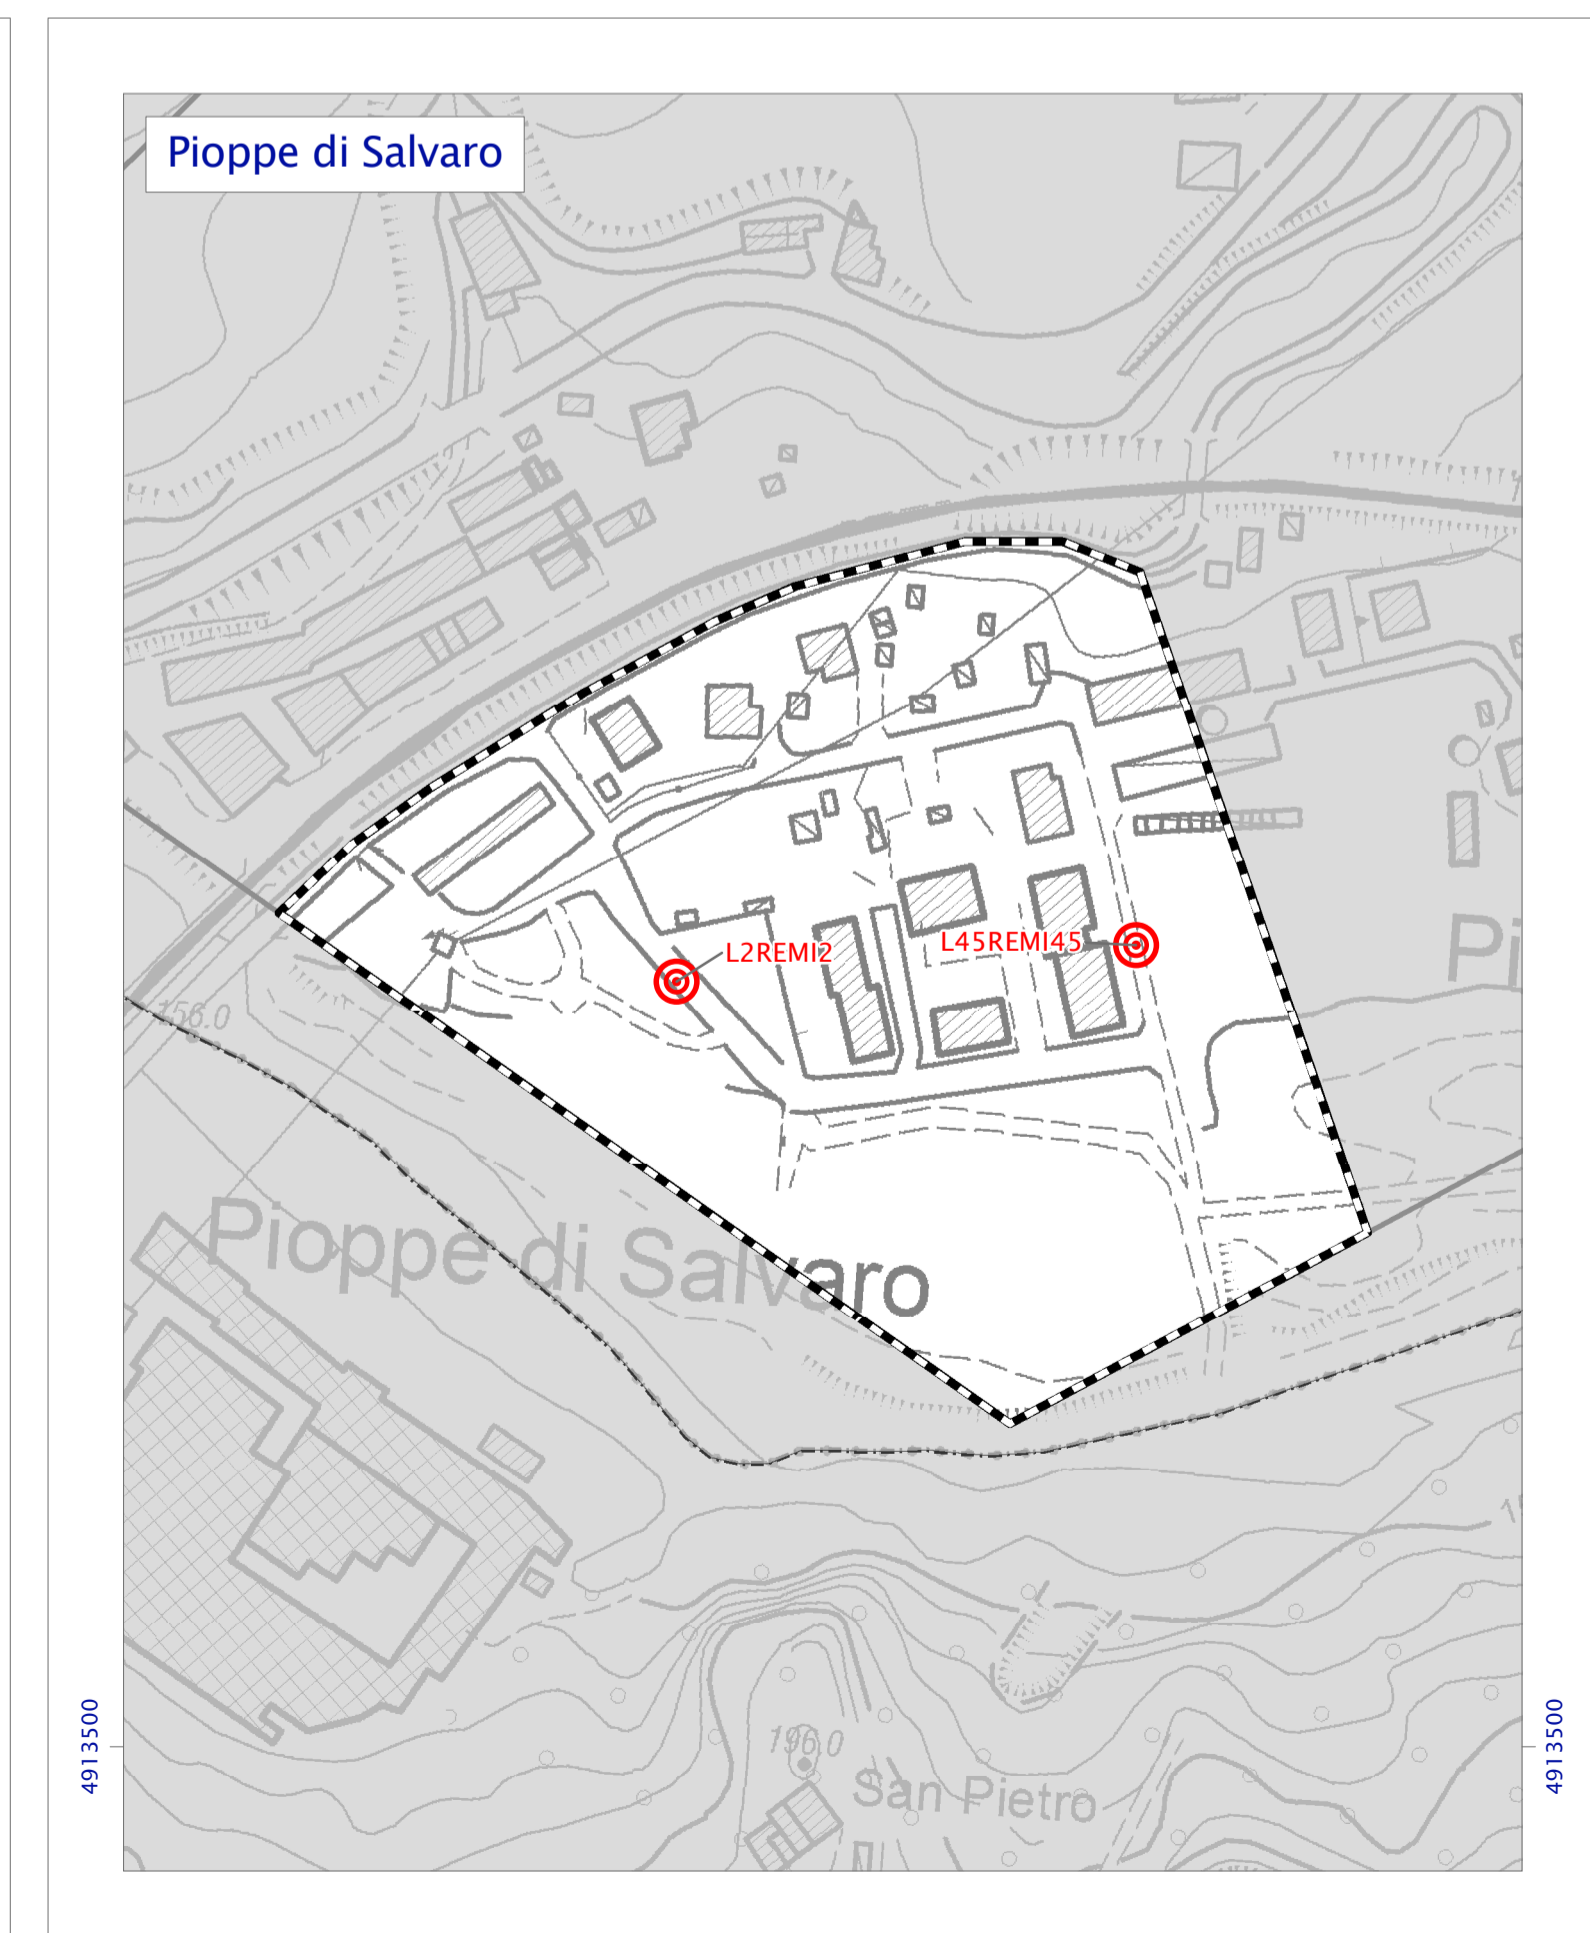 Pioppe di Salvaro
L2REMI2
L45REMI45
Pi
156.0
Pioppe di Salvaro
196.0
San Pietro
4913500
4913500